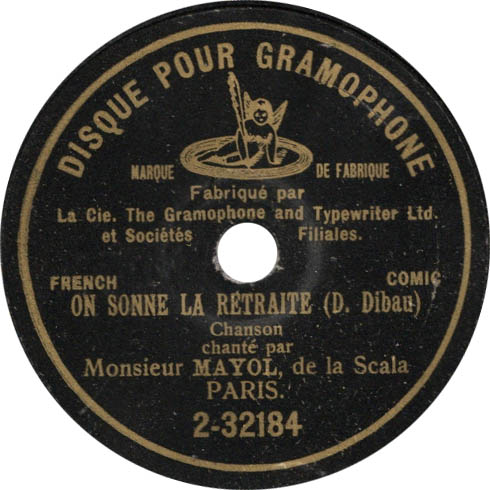 DISQUE POUR GRAMOPHONE
MARQUE DE FABRIQUE
Fabriqué par
La Cie. The Gramophone and Typewriter Ltd.
et Sociétés Filiales.
FRENCH COMIC
ON SONNE LA RETRAITE (D. Dibau)
Chanson
chanté par
Monsieur MAYOL, de la Scala
PARIS.
2-32184